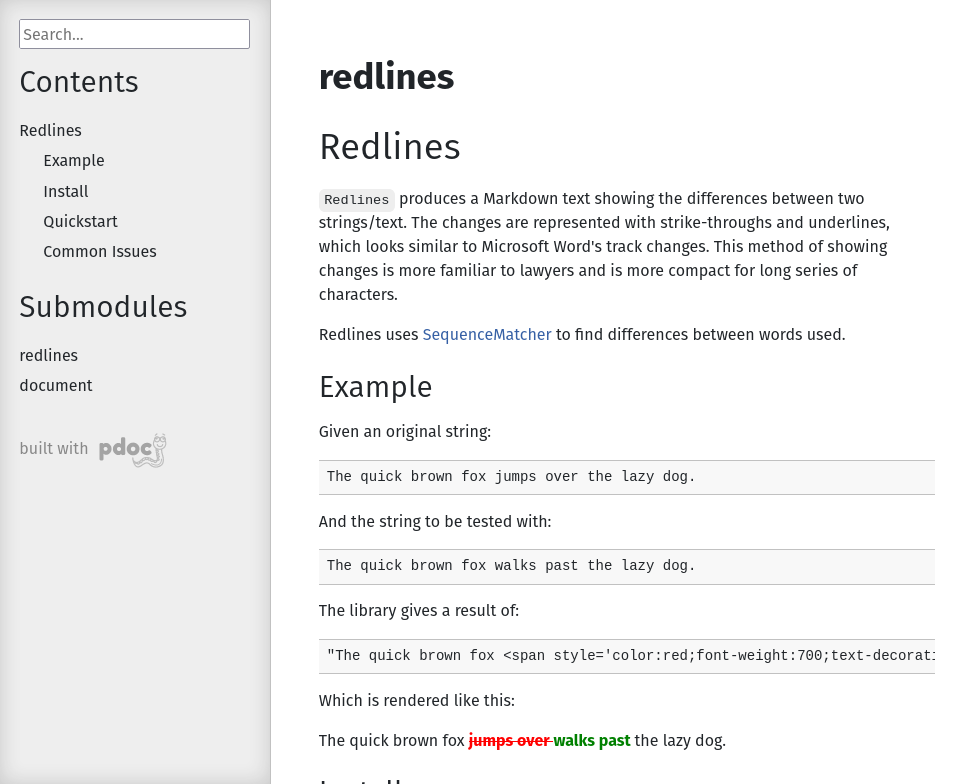 Search...
Contents
Redlines
Example
Install
Quickstart
Common Issues
Submodules
redlines
document
built with pdoc
redlines
Redlines
Redlines produces a Markdown text showing the differences between two
strings/text. The changes are represented with strike-throughs and underlines,
which looks similar to Microsoft Word's track changes. This method of showing
changes is more familiar to lawyers and is more compact for long series of
characters.
Redlines uses SequenceMatcher to find differences between words used.
Example
Given an original string:
The quick brown fox jumps over the lazy dog.
And the string to be tested with:
The quick brown fox walks past the lazy dog.
The library gives a result of:
"The quick brown fox <span style='color:red;font-weight:700;text-decorati
Which is rendered like this:
The quick brown fox jumps over walks past the lazy dog.